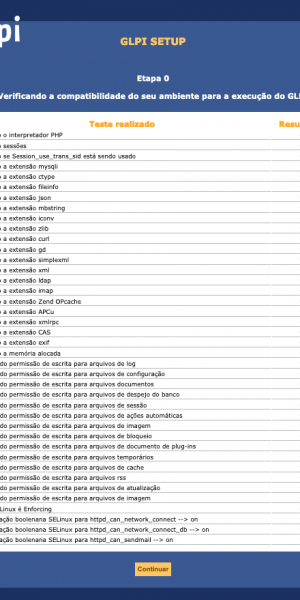 pi
GLPI SETUP
Etapa 0
Verificando a compatibilidade do seu ambiente para a execução do GL
Teste realizado Resu
o interpretador PHP
sessões
se Session_use_trans_sid está sendo usado
a extensão mysqli
a extensão ctype
a extensão fileinfo
a extensão json
a extensão mbstring
a extensão iconv
a extensão zlib
a extensão curl
a extensão gd
a extensão simplexml
a extensão xml
a extensão ldap
a extensão imap
a extensão Zend OPcache
a extensão APCu
a extensão xmlrpc
a extensão CAS
a extensão exif
a memória alocada
do permissão de escrita para arquivos de log
do permissão de escrita para arquivos de configuração
do permissão de escrita para arquivos documentos
do permissão de escrita para arquivos de despejo do banco
do permissão de escrita para arquivos de sessão
do permissão de escrita para arquivos de ações automáticas
do permissão de escrita para arquivos de imagem
do permissão de escrita para arquivos de bloqueio
do permissão de escrita para arquivos de documento de plug-ins
do permissão de escrita para arquivos temporários
do permissão de escrita para arquivos de cache
do permissão de escrita para arquivos rss
do permissão de escrita para arquivos de atualização
do permissão de escrita para arquivos de imagem
Linux é Enforcing
ação boolenana SELinux para httpd_can_network_connect --> on
ação boolenana SELinux para httpd_can_network_connect_db --> on
ação boolenana SELinux para httpd_can_sendmail --> on
Continuar